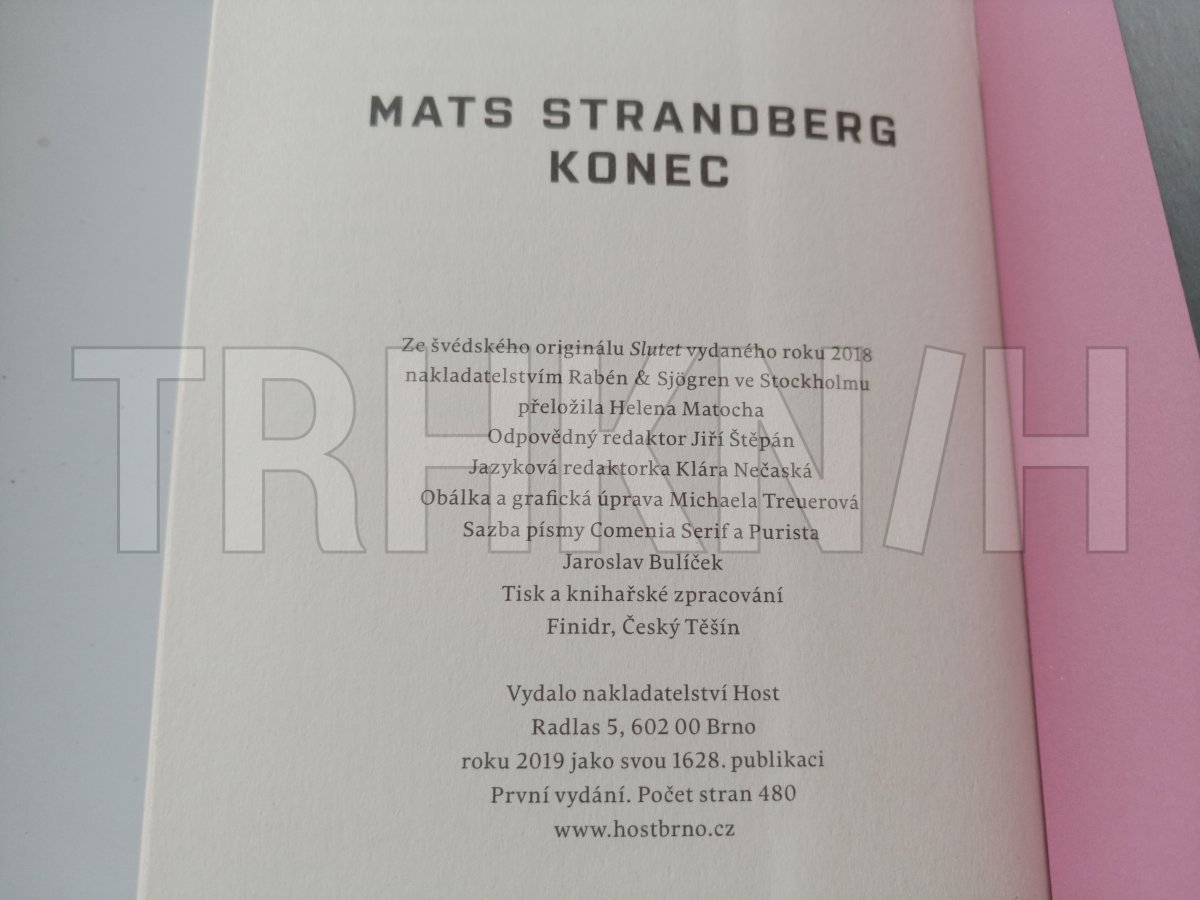 MATS STRANDBERG
KONEC
Ze švédského originálu Slutet vydaného roku 2018
nakladatelstvím Rabén & Sjögren ve Stockholmu
přeložila Helena Matocha
Odpovědný redaktor Jiří Štěpán
Jazyková redaktorka Klára Nečaská
Obálka a grafická úprava Michaela Treuerová
Sazba písmy Comenia Serif a Purista
Jaroslav Bulíček
Tisk a knihařské zpracování
Finidr, Český Těšín
Vydalo nakladatelství Host
Radlas 5, 602 00 Brno
roku 2019 jako svou 1628. publikaci
První vydání. Počet stran 480
www.hostbrno.cz
TRHKN/H